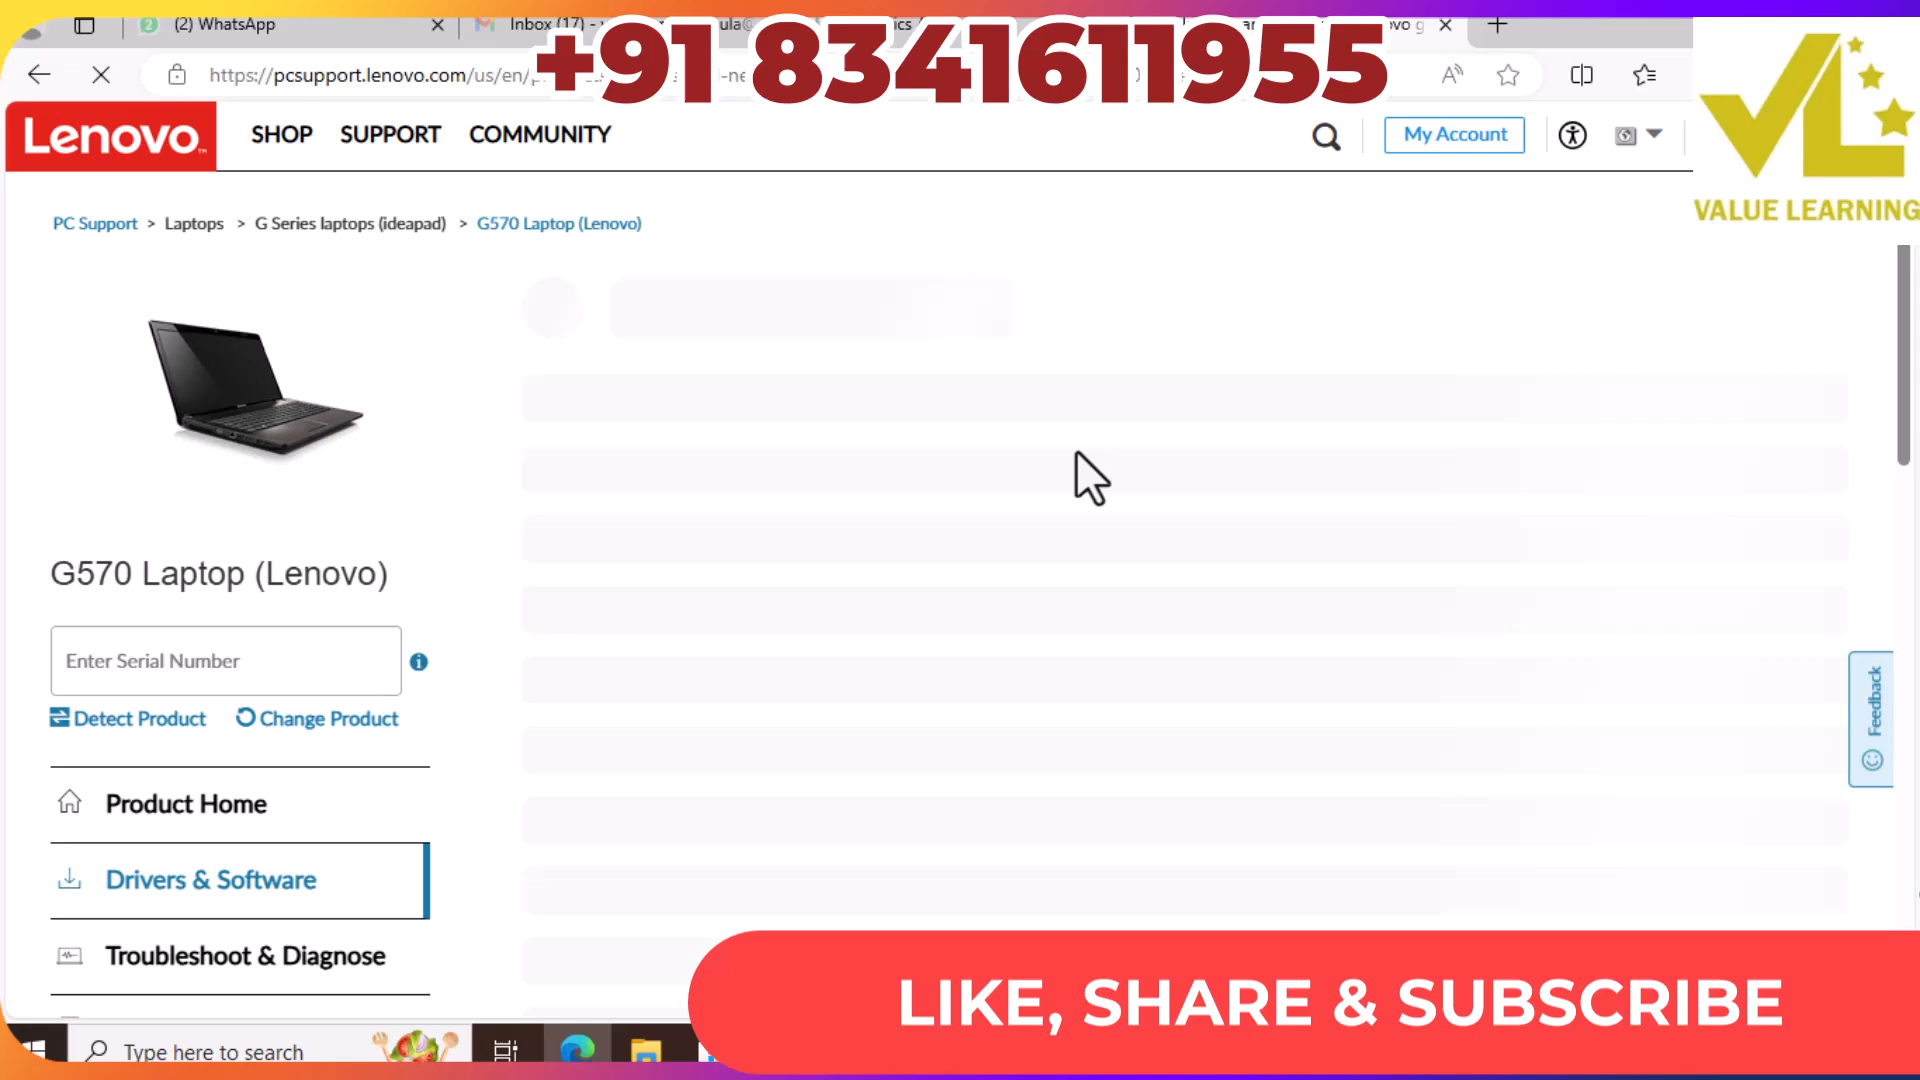 (2) WhatsApp
Inbox (17) -
+91 8341611955
https://pcsupport.lenovo.com/us/en/
Lenovo
SHOP SUPPORT COMMUNITY
My Account
VALUE LEARNING
PC Support > Laptops > G Series laptops (ideapad) > G570 Laptop (Lenovo)
G570 Laptop (Lenovo)
Enter Serial Number
Detect Product Change Product
Feedback
Product Home
Drivers & Software
Troubleshoot & Diagnose
LIKE, SHARE & SUBSCRIBE
Type here to search